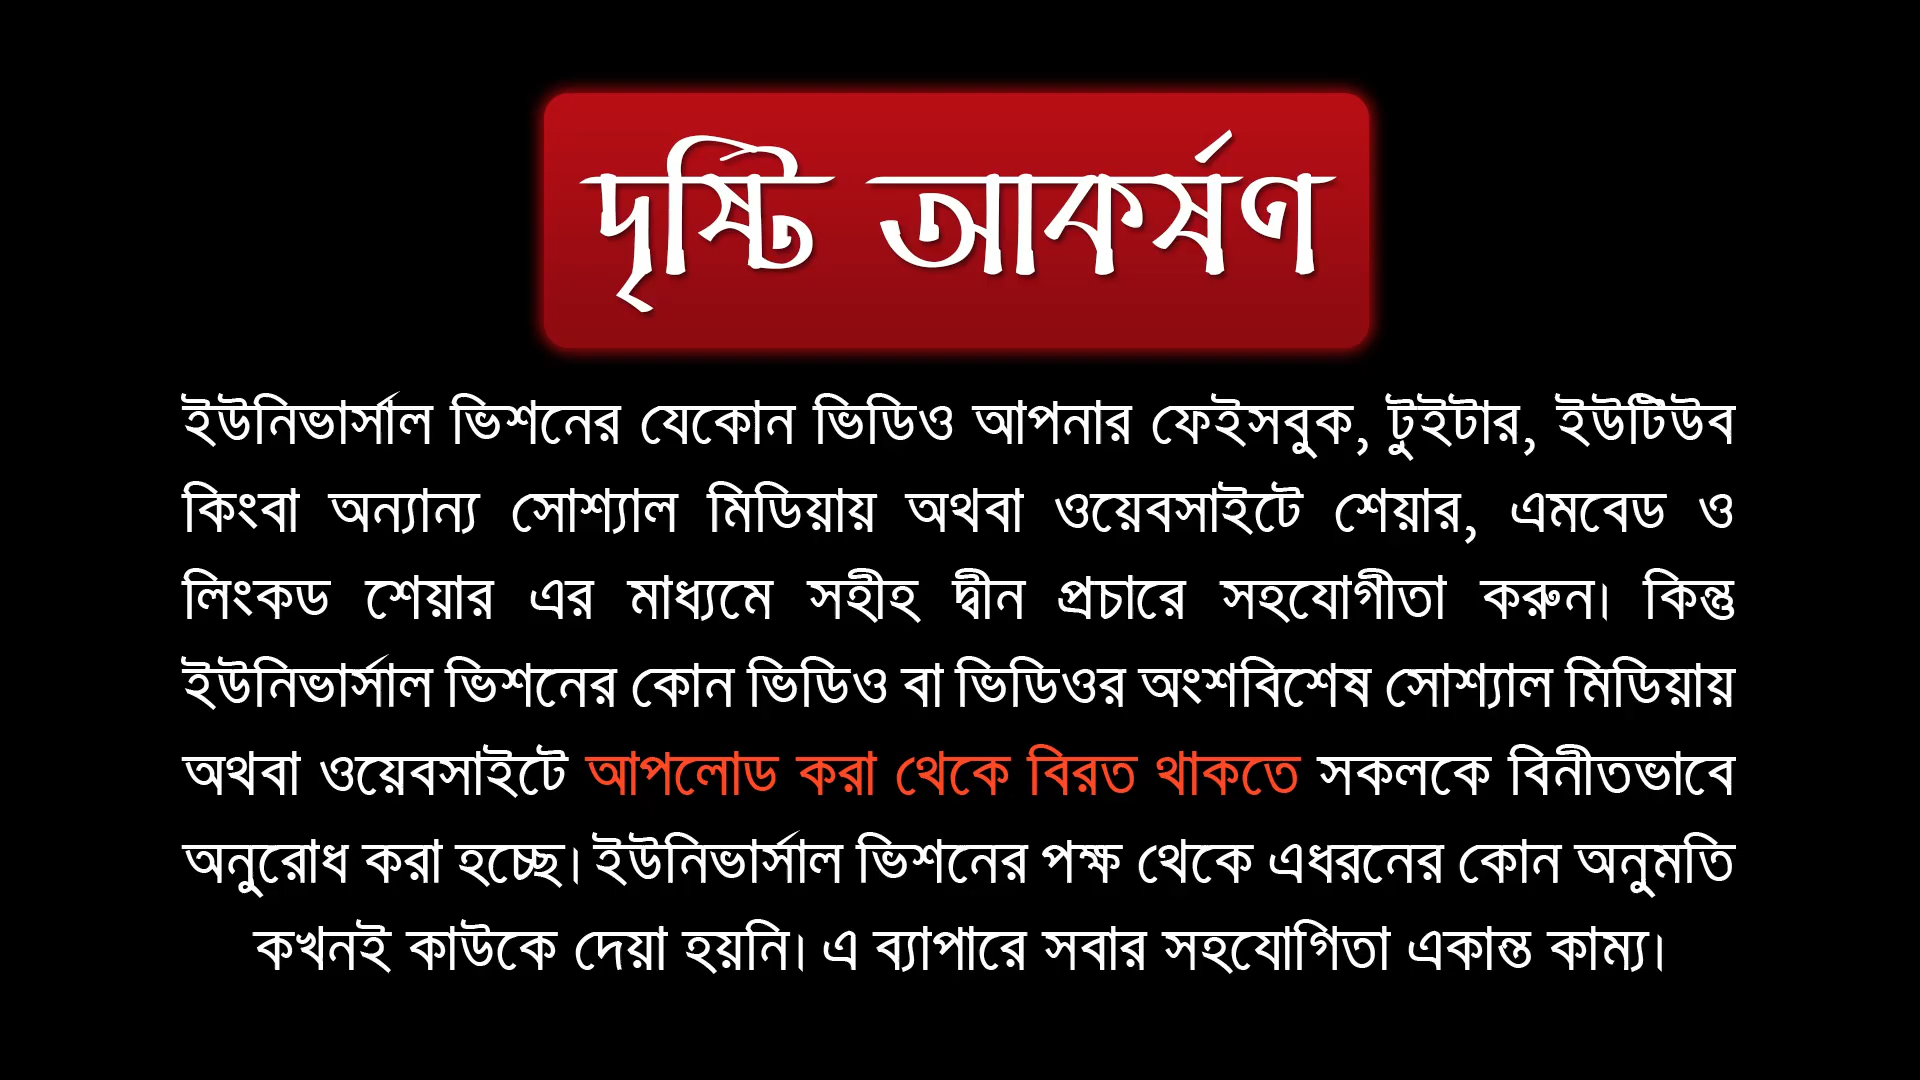 দৃষ্টি আকর্ষণ
ইউনিভার্সাল ভিশনের যেকোন ভিডিও আপনার ফেইসবুক, টুইটার, ইউটিউব
কিংবা অন্যান্য সোশ্যাল মিডিয়ায় অথবা ওয়েবসাইটে শেয়ার, এমবেড ও
লিংকড শেয়ার এর মাধ্যমে সহীহ দ্বীন প্রচারে সহযোগীতা করুন। কিন্তু
ইউনিভার্সাল ভিশনের কোন ভিডিও বা ভিডিওর অংশবিশেষ সোশ্যাল মিডিয়ায়
অথবা ওয়েবসাইটে আপলোড করা থেকে বিরত থাকতে সকলকে বিনীতভাবে
অনুরোধ করা হচ্ছে। ইউনিভার্সাল ভিশনের পক্ষ থেকে এধরনের কোন অনুমতি
কখনই কাউকে দেয়া হয়নি। এ ব্যাপারে সবার সহযোগিতা একান্ত কাম্য।